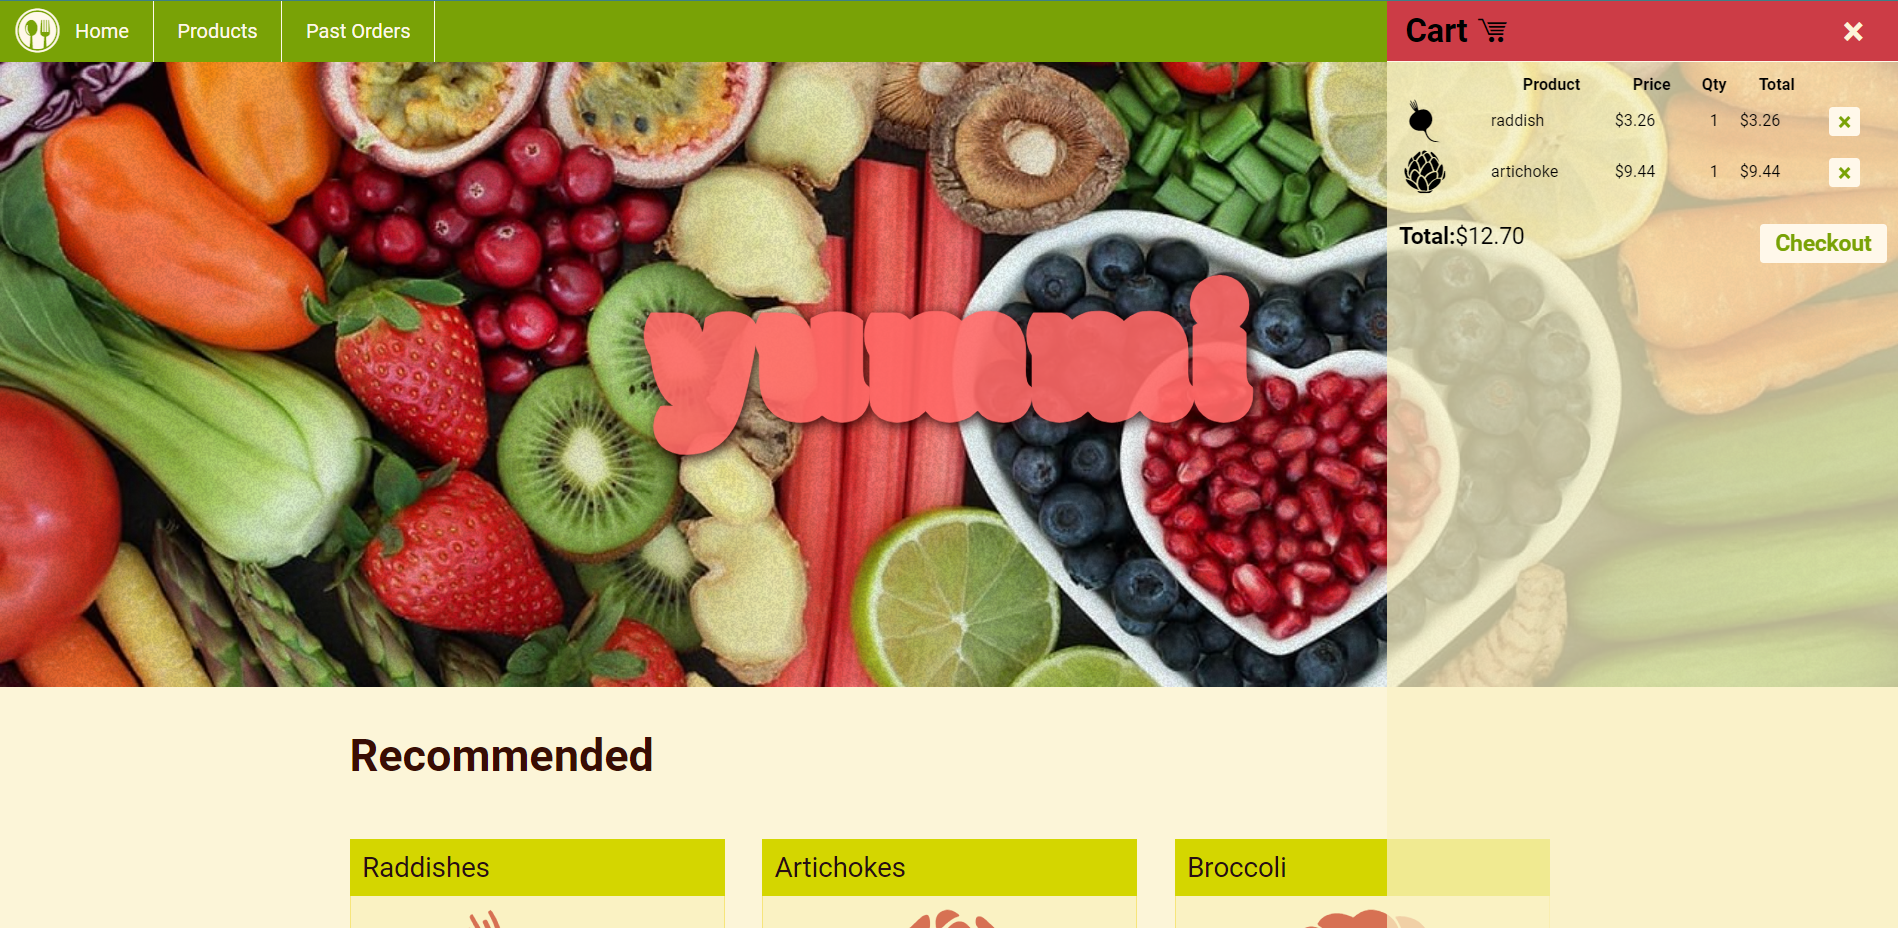 Home Products Past Orders
yummi
Recommended
Raddishes Artichokes Broccoli
Cart ×
Product Price Qty Total
raddish $3.26 1 $3.26 ×
artichoke $9.44 1 $9.44 ×
Total:$12.70 Checkout